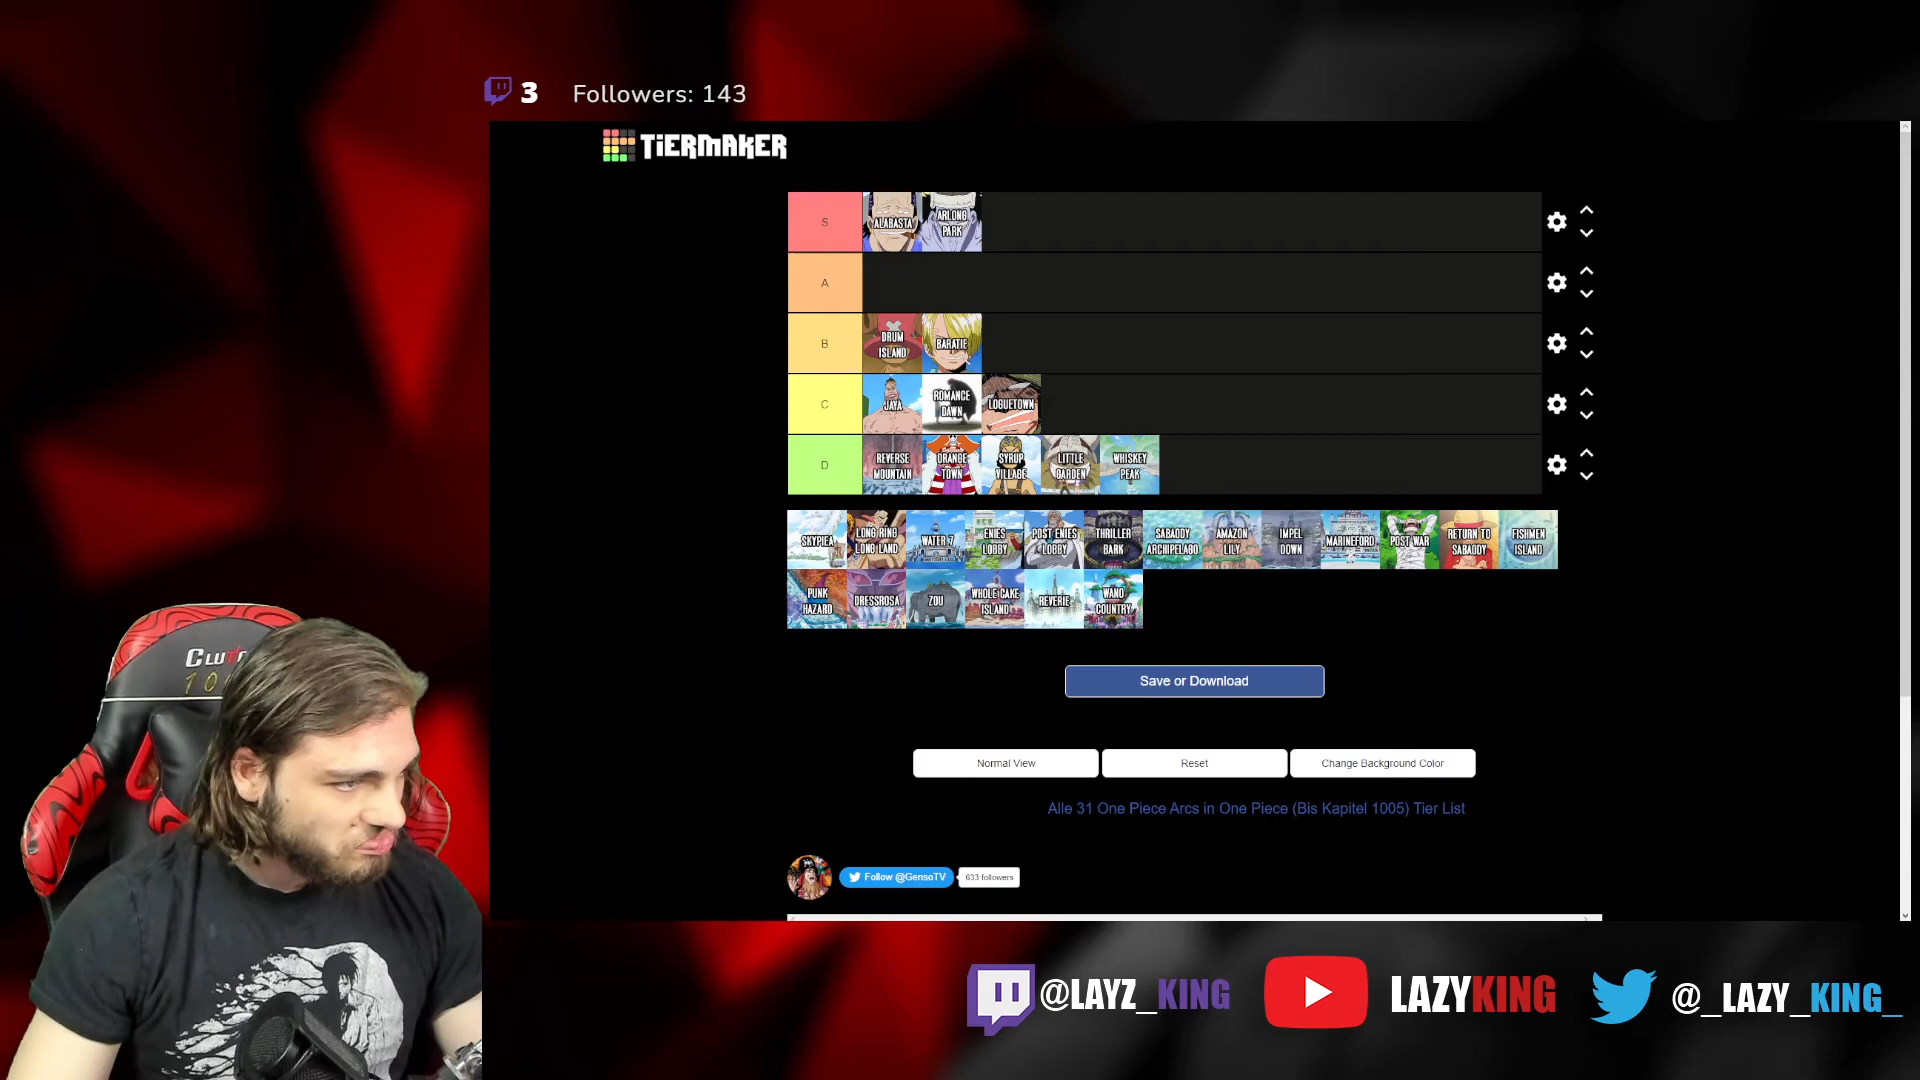 3 Followers: 143
TiERMAKER
S
ALABASTA
ARLONG
PARK
A
B
DRUM
ISLAND
BARATIE
C
JAYA
ROMANCE
DAWN
LOGUETOWN
D
REVERSE
MOUNTAIN
ORANGE
TOWN
SYRUP
VILLAGE
LITTLE
GARDEN
WHISKEY
PEAK
SKYPIEA
LONG RING
LONG LAND
WATER 7
ENIES
LOBBY
POST ENIES
LOBBY
THRILLER
BARK
SABAODY
ARCHIPELAGO
AMAZON
LILY
IMPEL
DOWN
MARINEFORD
POST WAR
RETURN TO
SABAODY
FISHMEN
ISLAND
PUNK
HAZARD
DRESSROSA
ZOU
WHOLE CAKE
ISLAND
REVERIE
WANO
COUNTRY
Save or Download
Normal View
Reset
Change Background Color
Alle 31 One Piece Arcs in One Piece (Bis Kapitel 1005) Tier List
Follow @GensoTV
633 followers
@LAYZ_KING
LAZYKING
@_LAZY_KING_